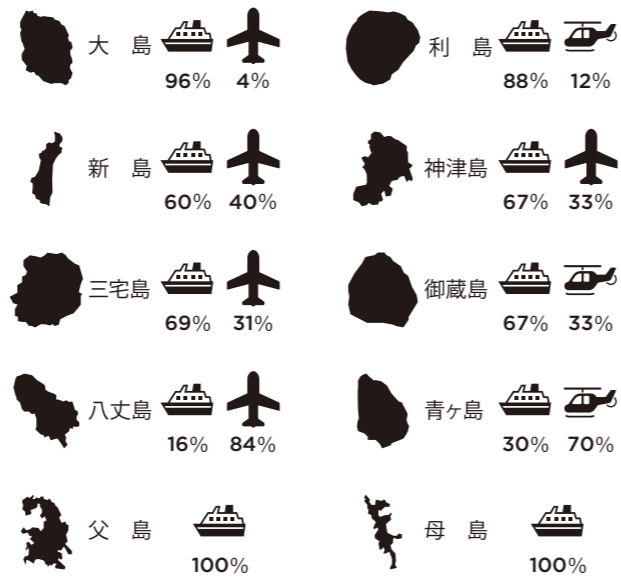 大 島
96% 4%
利 島
88% 12%
新 島
60% 40%
神津島
67% 33%
三宅島
69% 31%
御蔵島
67% 33%
八丈島
16% 84%
青ヶ島
30% 70%
父 島
100%
母 島
100%